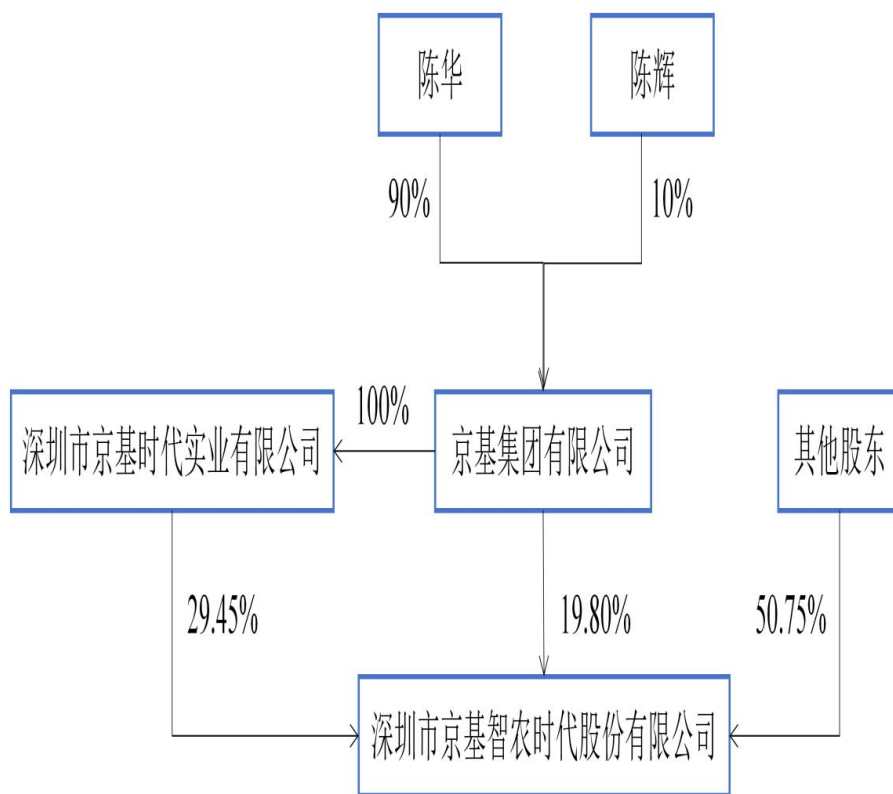 陈华
陈辉
90%
10%
100%
深圳市京基时代实业有限公司
京基集团有限公司
其他股东
29.45%
19.80%
50.75%
深圳市京基智农时代股份有限公司